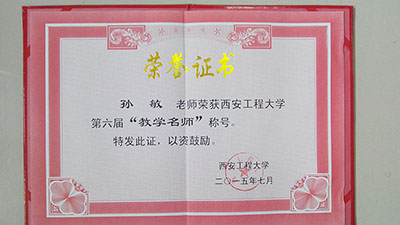 荣誉证书
孙敏 老师荣获西安工程大学
第六届“教学名师”称号。
特发此证，以资鼓励。
西安工程大学
二〇一五年七月